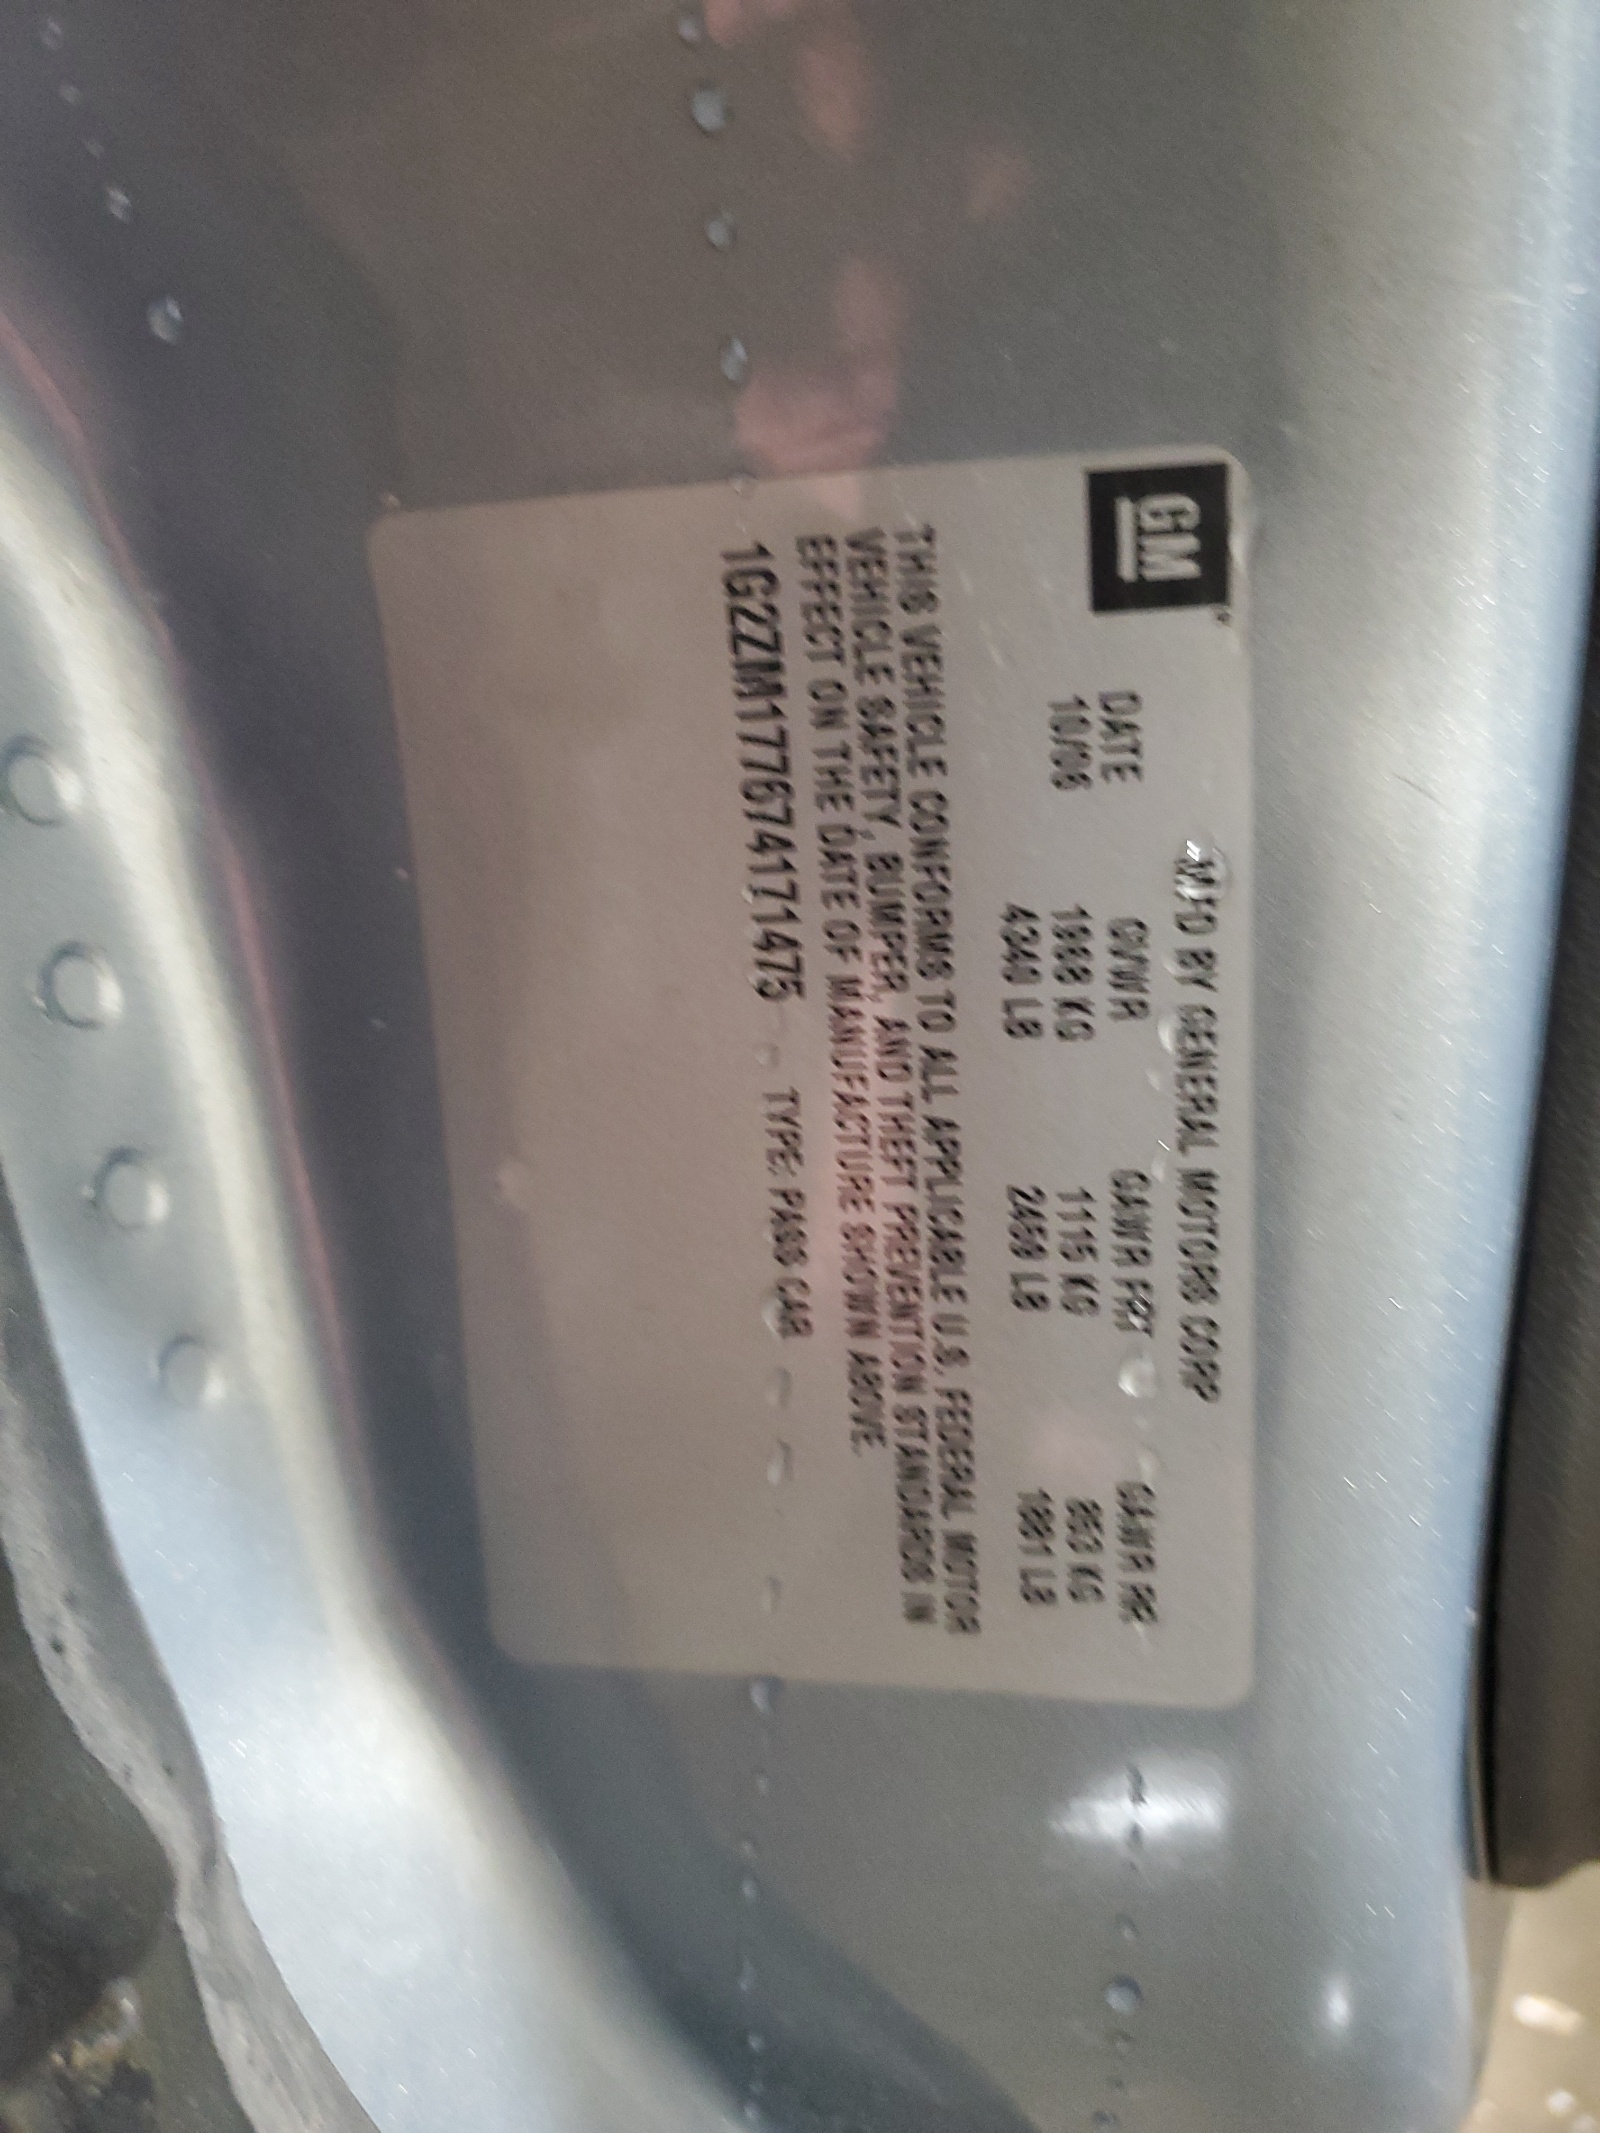 GM
MFD BY GENERAL MOTORS CORP
DATE GVWR GAWR FRT GAWR RR
10/06 1968 KG 1115 KG 853 KG
4340 LB 2459 LB 1881 LB
THIS VEHICLE CONFORMS TO ALL APPLICABLE U.S. FEDERAL MOTOR
VEHICLE SAFETY, BUMPER, AND THEFT PREVENTION STANDARDS IN
EFFECT ON THE DATE OF MANUFACTURE SHOWN ABOVE.
1G2ZM177674171475 TYPE: PASS CAR